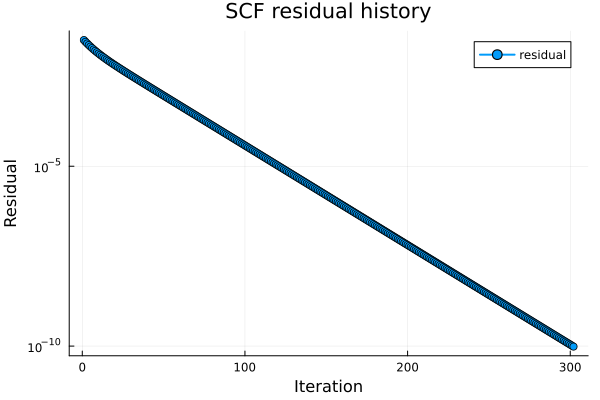 SCF residual history
residual
Residual
10⁻⁵
10⁻¹⁰
0 100 200 300
Iteration